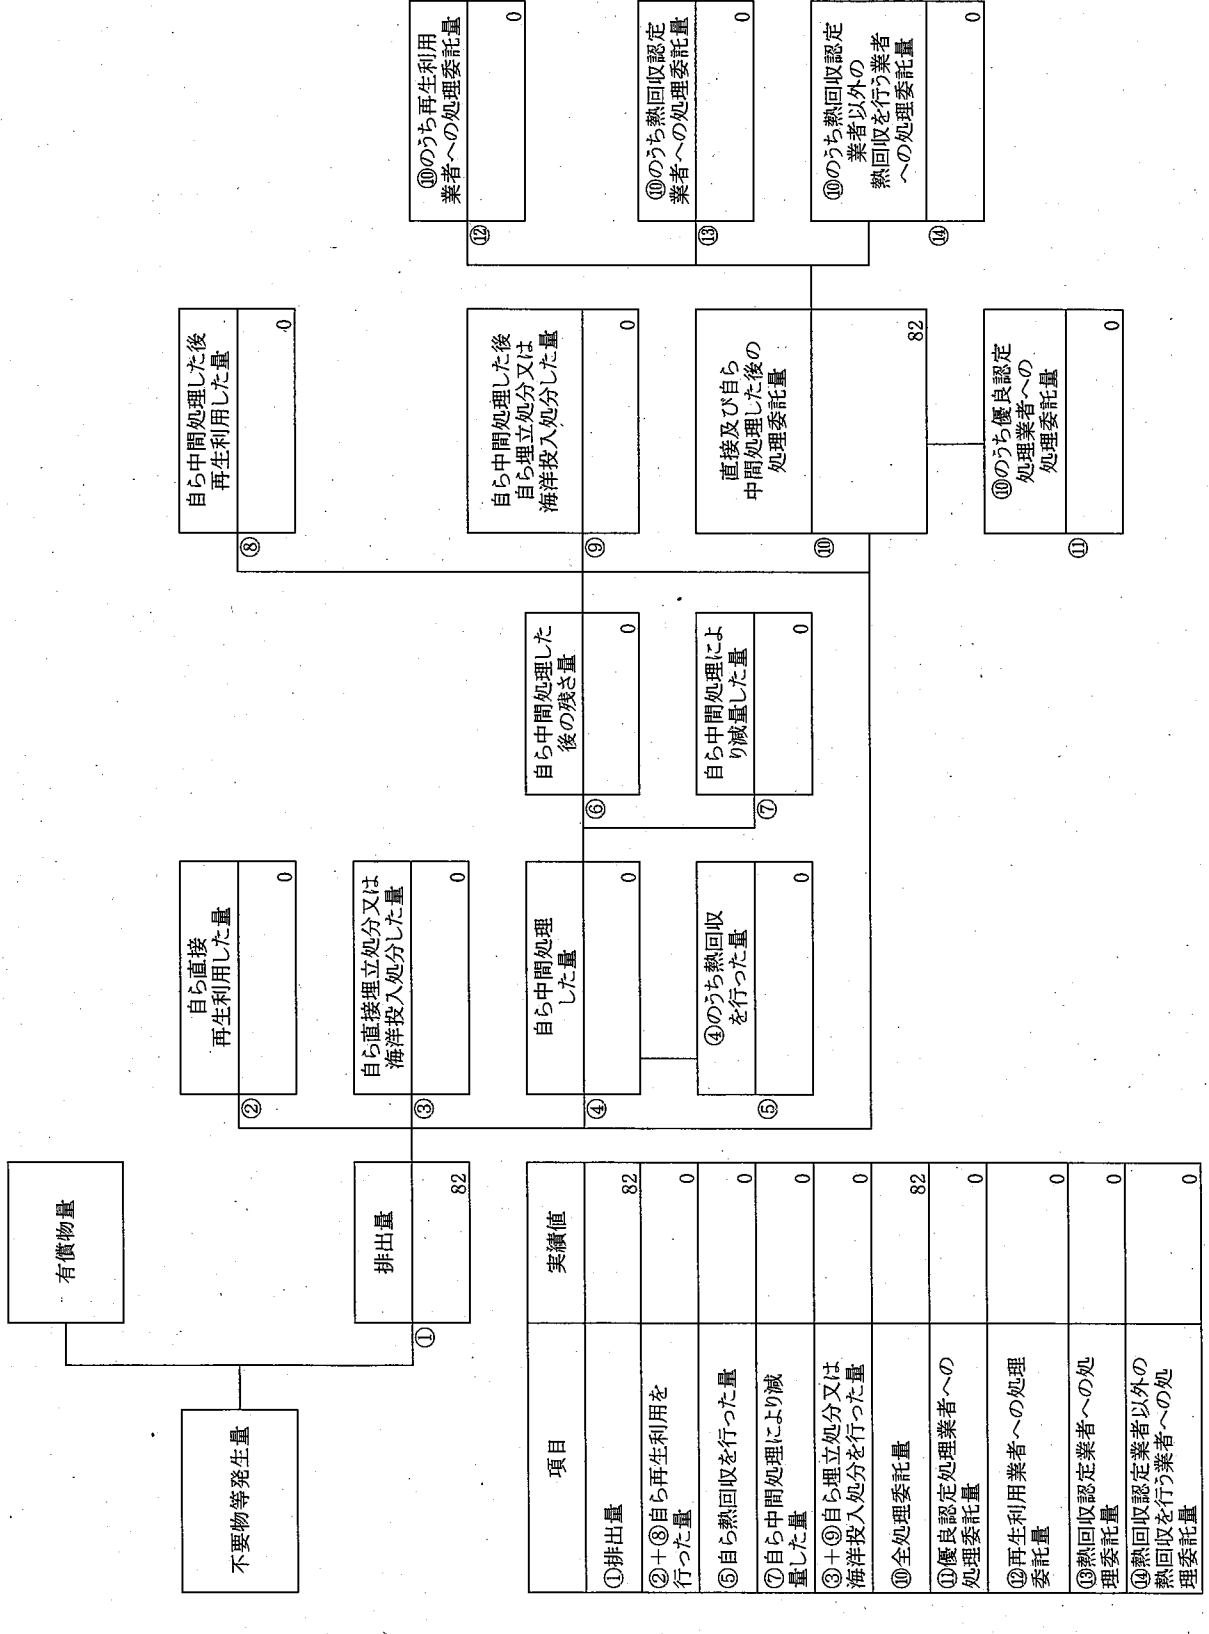 不要物等発生量
有償物量
排出量
①
82
自ら直接
再生利用した量
②
0
自ら直接埋立処分又は
海洋投入処分した量
③
0
自ら中間処理
した量
④
0
④のうち熱回収
を行った量
⑤
0
自ら中間処理した
後の残さ量
⑥
0
自ら中間処理によ
り減量した量
⑦
0
自ら中間処理した後
再生利用した量
⑧
0
自ら中間処理した後
自ら埋立処分又は
海洋投入処分した量
⑨
0
直接及び自ら
中間処理した後の
処理委託量
⑩
82
⑩のうち優良認定
処理業者への
処理委託量
⑪
0
⑩のうち再生利用
業者への処理委託量
⑫
0
⑩のうち熱回収認定
業者への処理委託量
⑬
0
⑩のうち熱回収認定
業者以外の
熱回収を行う業者
への処理委託量
⑭
0
項目 実績値
①排出量 82
②+⑧自ら再生利用を
行った量 0
⑤自ら熱回収を行った量 0
⑦自ら中間処理により減
量した量 0
③+⑨自ら埋立処分又は
海洋投入処分を行った量 0
⑩全処理委託量 82
⑪優良認定処理業者への
処理委託量 0
⑫再生利用業者への処理
委託量 0
⑬熱回収認定業者への処
理委託量 0
⑭熱回収認定業者以外の
熱回収を行う業者への処
理委託量 0